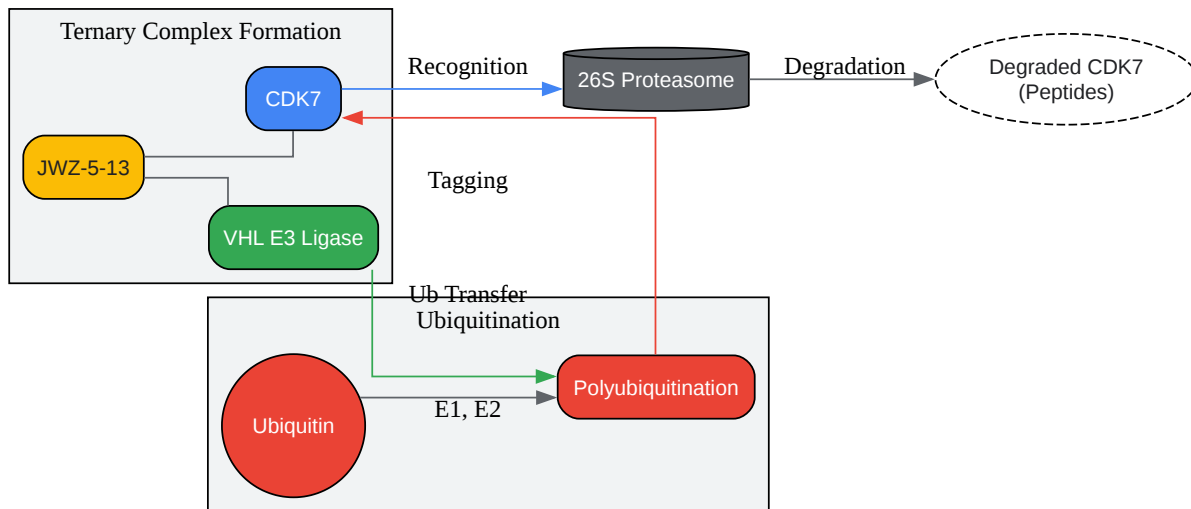 Ternary Complex Formation
CDK7
JWZ-5-13
VHL E3 Ligase
Recognition
26S Proteasome
Degradation
Degraded CDK7
(Peptides)
Tagging
Ub Transfer
Ubiquitination
Ubiquitin
E1, E2
Polyubiquitination